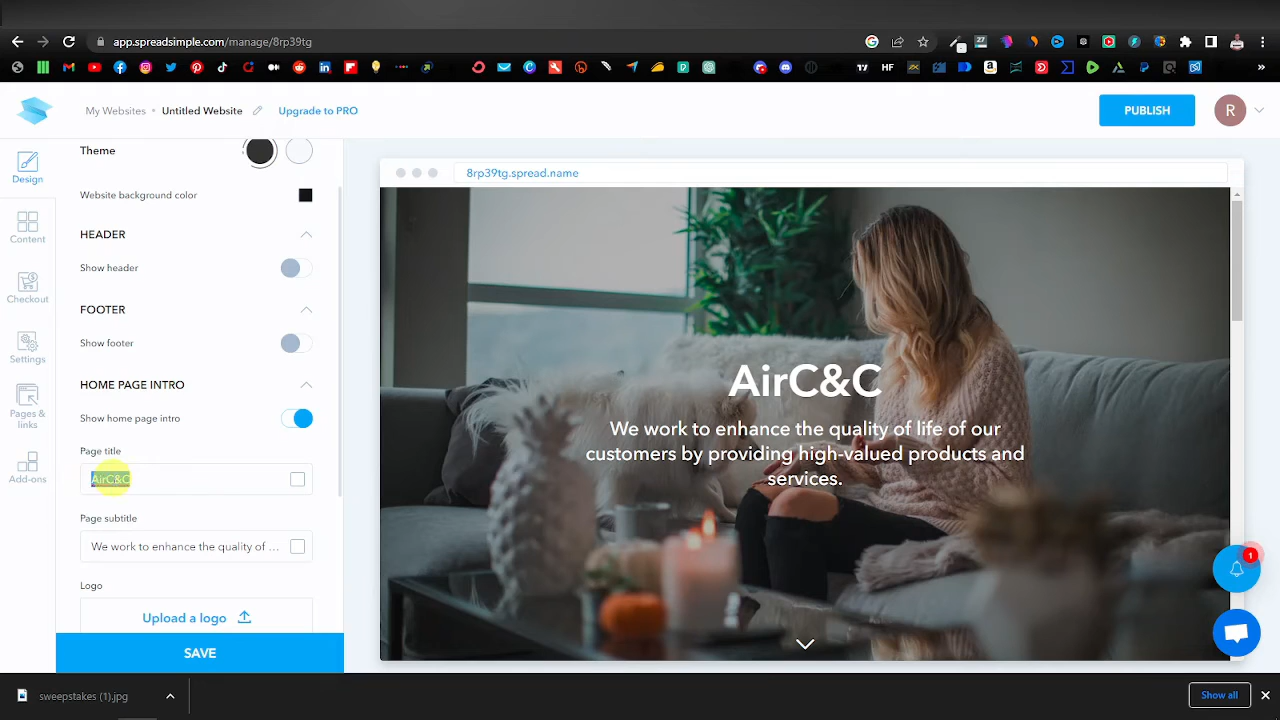 app.spreadsimple.com/manage/8rp39tg
27
My Websites • Untitled Website
Upgrade to PRO
PUBLISH
R
Design
Content
Checkout
Settings
Pages &
links
Add-ons
Theme
Website background color
HEADER
Show header
FOOTER
Show footer
HOME PAGE INTRO
Show home page intro
Page title
AirC&C
Page subtitle
We work to enhance the quality of ...
Logo
Upload a logo
SAVE
8rp39tg.spread.name
AirC&C
We work to enhance the quality of life of our
customers by providing high-valued products and
services.
1
sweepstakes (1).jpg
Show all